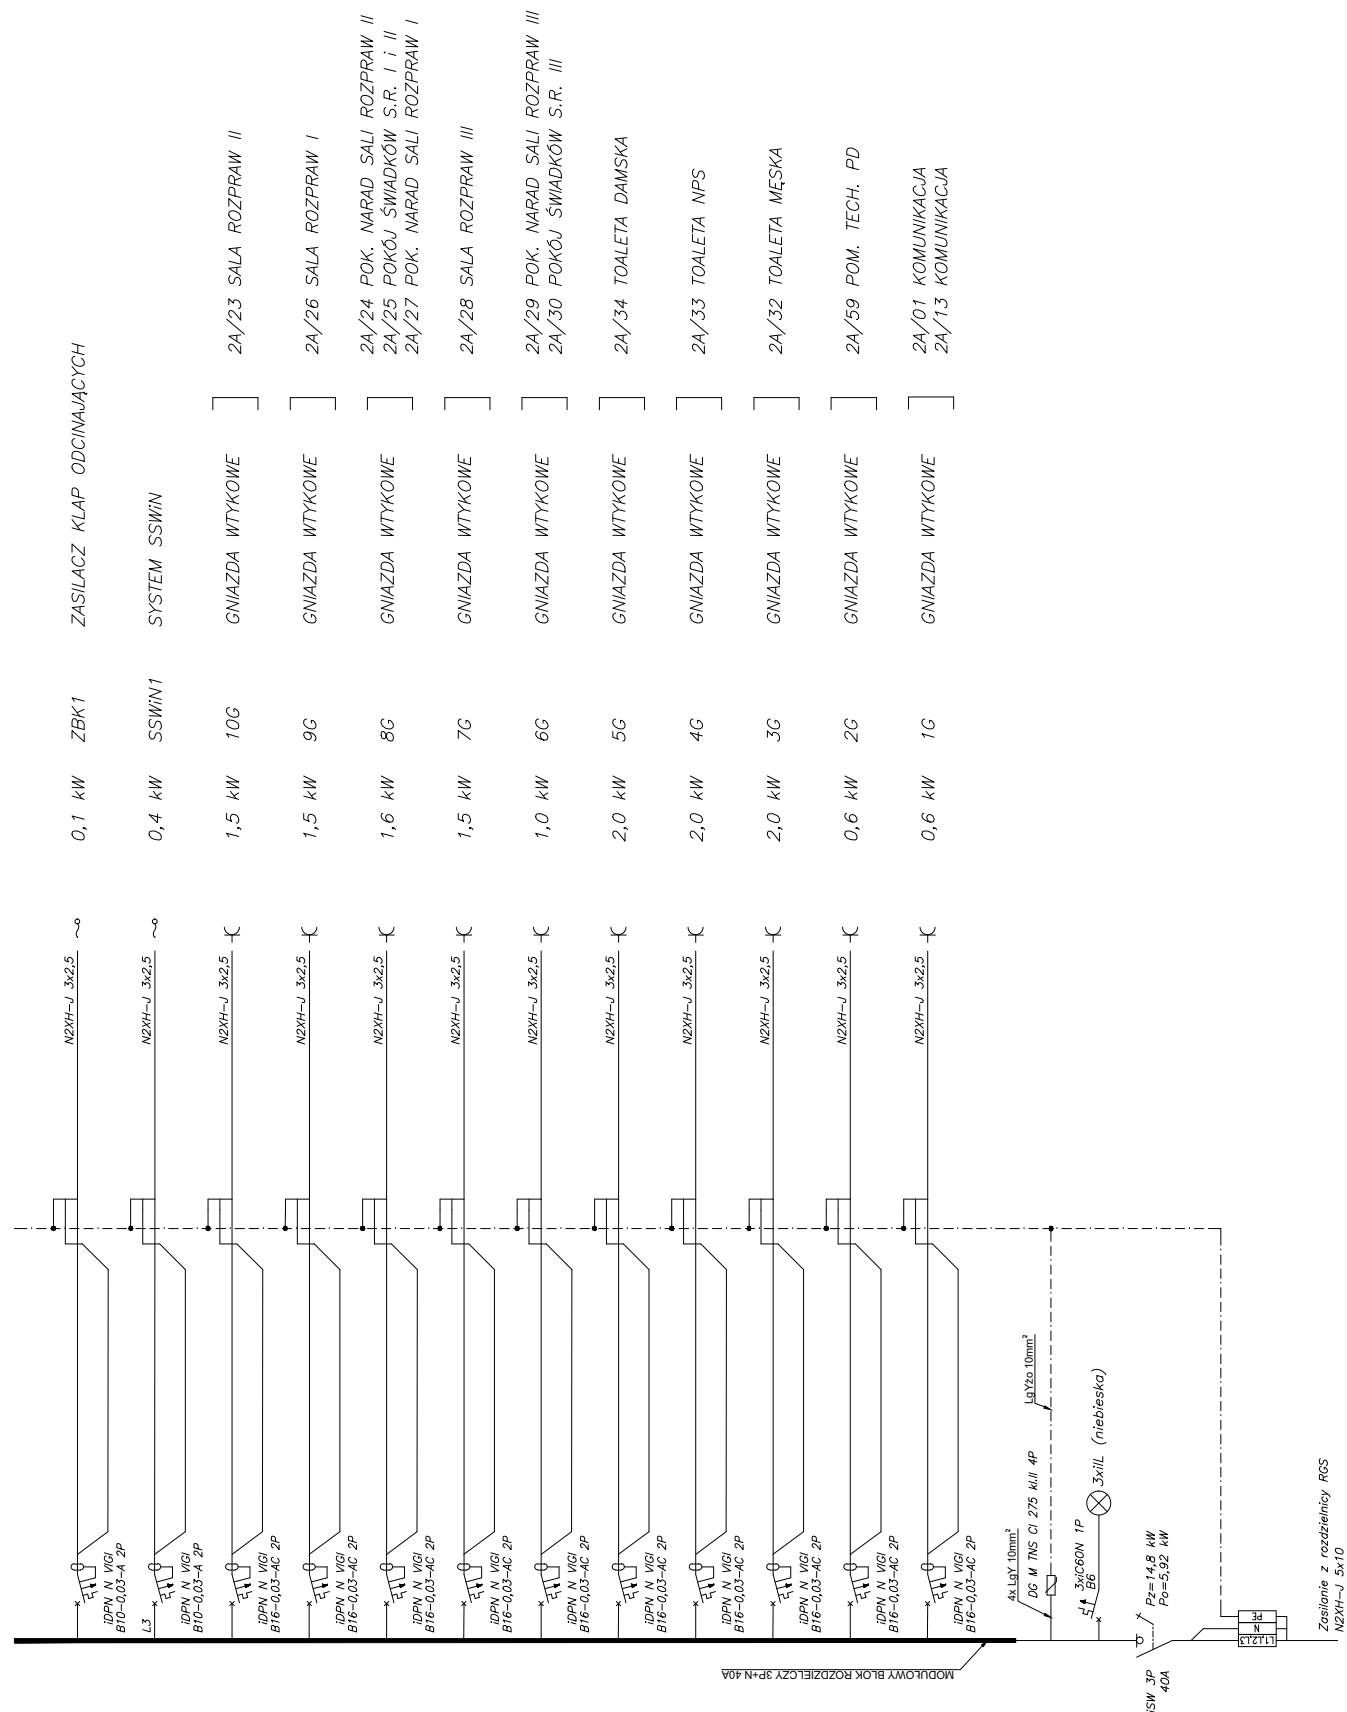 0,1 kW ZBK1 ZASILACZ KLAP ODCINAJĄCYCH
N2XH-J 3x2,5
iDPN N VIGI
B10-0,03-A 2P
0,4 kW SSWiN1 SYSTEM SSWiN
N2XH-J 3x2,5
iDPN N VIGI
B10-0,03-A 2P
L3
1,5 kW 10G GNIAZDA WTYKOWE 2A/23 SALA ROZPRAW II
N2XH-J 3x2,5
iDPN N VIGI
B16-0,03-AC 2P
1,5 kW 9G GNIAZDA WTYKOWE 2A/26 SALA ROZPRAW I
N2XH-J 3x2,5
iDPN N VIGI
B16-0,03-AC 2P
1,6 kW 8G GNIAZDA WTYKOWE
2A/24 POK. NARAD SALI ROZPRAW II
2A/25 POKÓJ ŚWIADKÓW S.R. I i II
2A/27 POK. NARAD SALI ROZPRAW I
N2XH-J 3x2,5
iDPN N VIGI
B16-0,03-AC 2P
1,5 kW 7G GNIAZDA WTYKOWE 2A/28 SALA ROZPRAW III
N2XH-J 3x2,5
iDPN N VIGI
B16-0,03-AC 2P
1,0 kW 6G GNIAZDA WTYKOWE
2A/29 POK. NARAD SALI ROZPRAW III
2A/30 POKÓJ ŚWIADKÓW S.R. III
N2XH-J 3x2,5
iDPN N VIGI
B16-0,03-AC 2P
2,0 kW 5G GNIAZDA WTYKOWE 2A/34 TOALETA DAMSKA
N2XH-J 3x2,5
iDPN N VIGI
B16-0,03-AC 2P
2,0 kW 4G GNIAZDA WTYKOWE 2A/33 TOALETA NPS
N2XH-J 3x2,5
iDPN N VIGI
B16-0,03-AC 2P
2,0 kW 3G GNIAZDA WTYKOWE 2A/32 TOALETA MĘSKA
N2XH-J 3x2,5
iDPN N VIGI
B16-0,03-AC 2P
0,6 kW 2G GNIAZDA WTYKOWE 2A/59 POM. TECH. PD
N2XH-J 3x2,5
iDPN N VIGI
B16-0,03-AC 2P
0,6 kW 1G GNIAZDA WTYKOWE
2A/01 KOMUNIKACJA
2A/13 KOMUNIKACJA
N2XH-J 3x2,5
iDPN N VIGI
B16-0,03-AC 2P
MODUŁOWY BLOK ROZDZIELCZY 3P+N 40A
4x LgY 10mm²
DG M TNS CI 275 kl.II 4P
LgYżo 10mm²
3xiC60N 1P
B6
3xiIL (niebieska)
Pz=14,8 kW
Po=5,92 kW
iSW 3P
40A
L1,L2,L3
N
PE
Zasilanie z rozdzielnicy RGS
N2XH-J 5x10